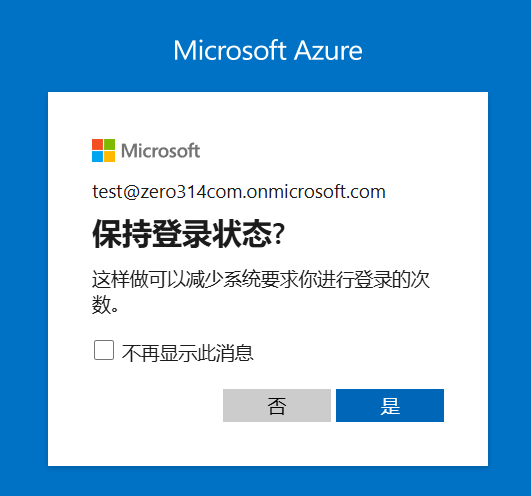 Microsoft Azure
Microsoft
test@zero314com.onmicrosoft.com
保持登录状态?
这样做可以减少系统要求你进行登录的次
数。
不再显示此消息
否
是